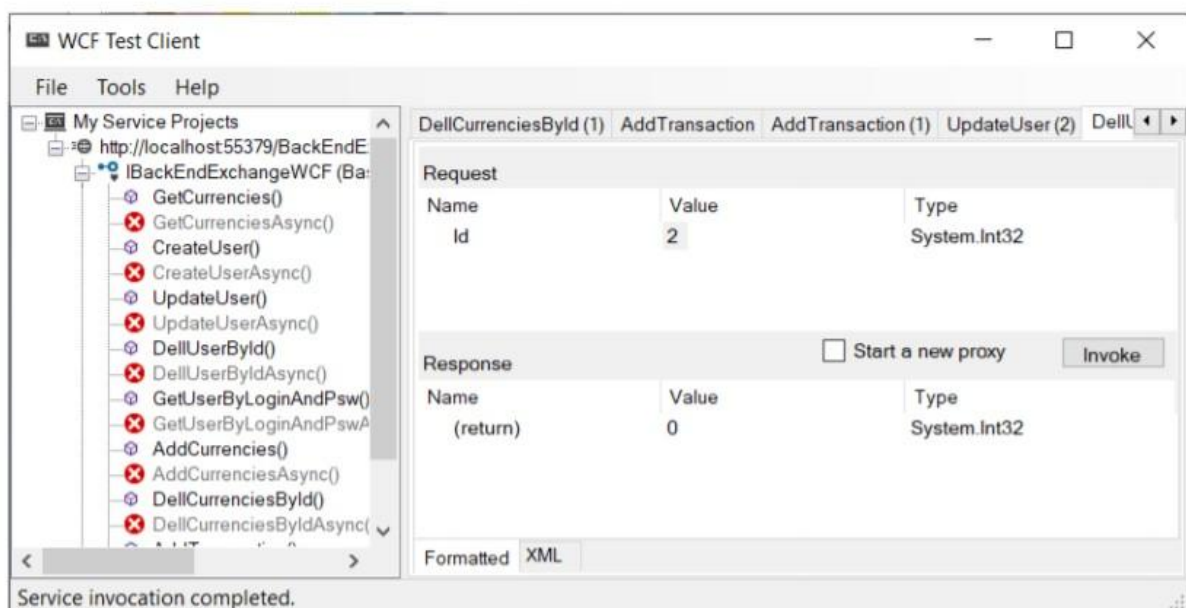 WCF Test Client
File Tools Help
My Service Projects
http://localhost:55379/BackEndE
IBackEndExchangeWCF (Ba
GetCurrencies()
GetCurrenciesAsync()
CreateUser()
CreateUserAsync()
UpdateUser()
UpdateUserAsync()
DellUserById()
DellUserByIdAsync()
GetUserByLoginAndPsw()
GetUserByLoginAndPswA
AddCurrencies()
AddCurrenciesAsync()
DellCurrenciesById()
DellCurrenciesByIdAsync(
DellCurrenciesById (1) AddTransaction AddTransaction (1) UpdateUser (2) Dell
Request
Name Value Type
Id 2 System.Int32
Response Start a new proxy Invoke
Name Value Type
(return) 0 System.Int32
Formatted XML
Service invocation completed.